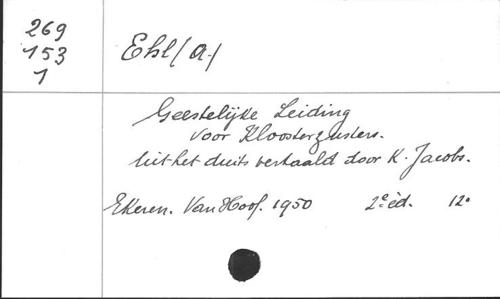 269
153
1
Ehl (A.)
Geestelijke Leiding
voor Kloosterzusters.
Uit het duits vertaald door K. Jacobs.
Ekeren. Van Hoof. 1950 2e éd. 12°